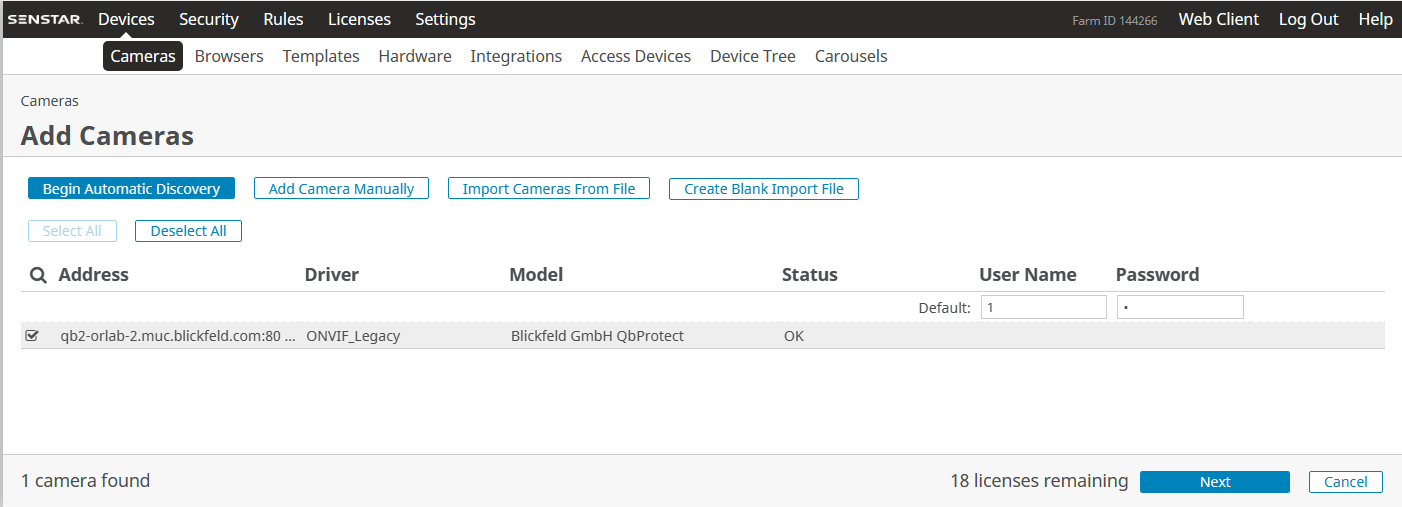 SENSTAR Devices Security Rules Licenses Settings Farm ID 144266 Web Client Log Out Help
Cameras Browsers Templates Hardware Integrations Access Devices Device Tree Carousels
Cameras
Add Cameras
Begin Automatic Discovery Add Camera Manually Import Cameras From File Create Blank Import File
Select All Deselect All
Address Driver Model Status User Name Password
Default: 1 •
qb2-orlab-2.muc.blickfeld.com:80 ... ONVIF_Legacy Blickfeld GmbH QbProtect OK
1 camera found 18 licenses remaining Next Cancel